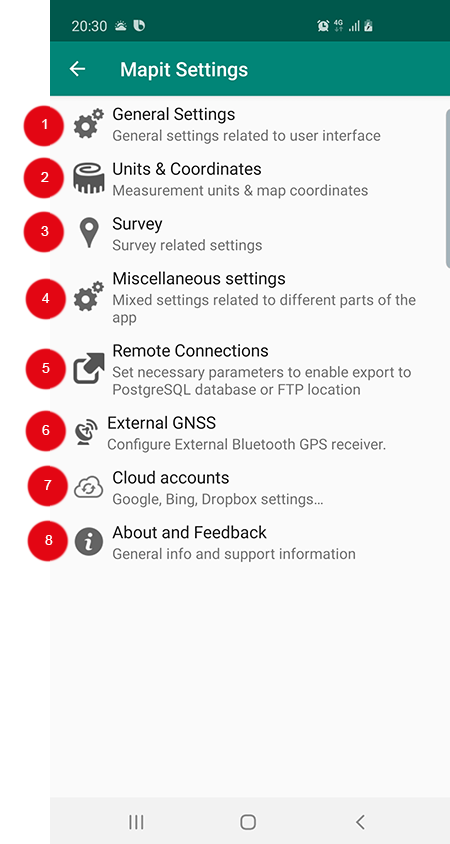 20:30 4G
Mapit Settings
1 General Settings
General settings related to user interface
2 Units & Coordinates
Measurement units & map coordinates
3 Survey
Survey related settings
4 Miscellaneous settings
Mixed settings related to different parts of the
app
5 Remote Connections
Set necessary parameters to enable export to
PostgreSQL database or FTP location
6 External GNSS
Configure External Bluetooth GPS receiver.
7 Cloud accounts
Google, Bing, Dropbox settings...
8 About and Feedback
General info and support information